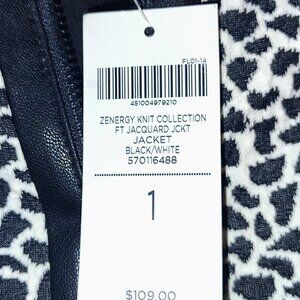 FL01-14
451004979210
ZENERGY KNIT COLLECTION
FT JACQUARD JCKT
JACKET
BLACK/WHITE
570116488
1
$109.00